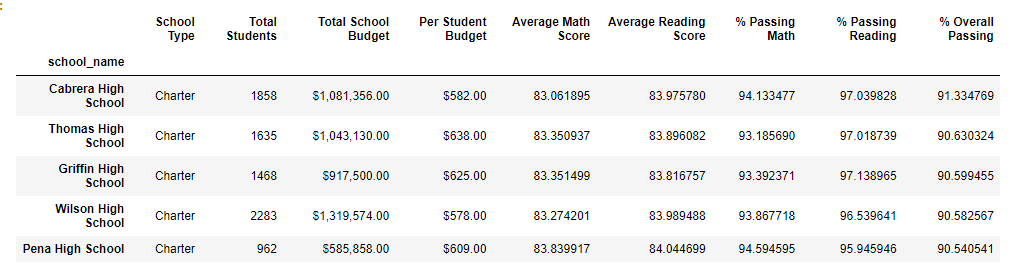 School Type Total Students Total School Budget Per Student Budget Average Math Score Average Reading Score % Passing Math % Passing Reading % Overall Passing
school_name
Cabrera High School Charter 1858 $1,081,356.00 $582.00 83.061895 83.975780 94.133477 97.039828 91.334769
Thomas High School Charter 1635 $1,043,130.00 $638.00 83.350937 83.896082 93.185690 97.018739 90.630324
Griffin High School Charter 1468 $917,500.00 $625.00 83.351499 83.816757 93.392371 97.138965 90.599455
Wilson High School Charter 2283 $1,319,574.00 $578.00 83.274201 83.989488 93.867718 96.539641 90.582567
Pena High School Charter 962 $585,858.00 $609.00 83.839917 84.044699 94.594595 95.945946 90.540541